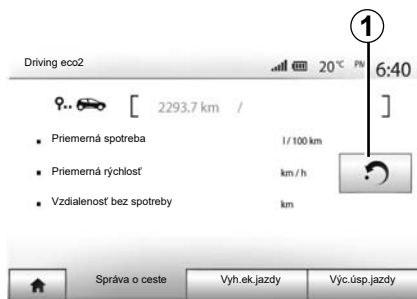 1
Driving eco2 20°C PM 6:40
[ 2293.7 km / ]
Priemerná spotreba l/100 km
Priemerná rýchlosť km/h
Vzdialenosť bez spotreby km
Správa o ceste Vyh.ek.jazdy Výc.úsp.jazdy